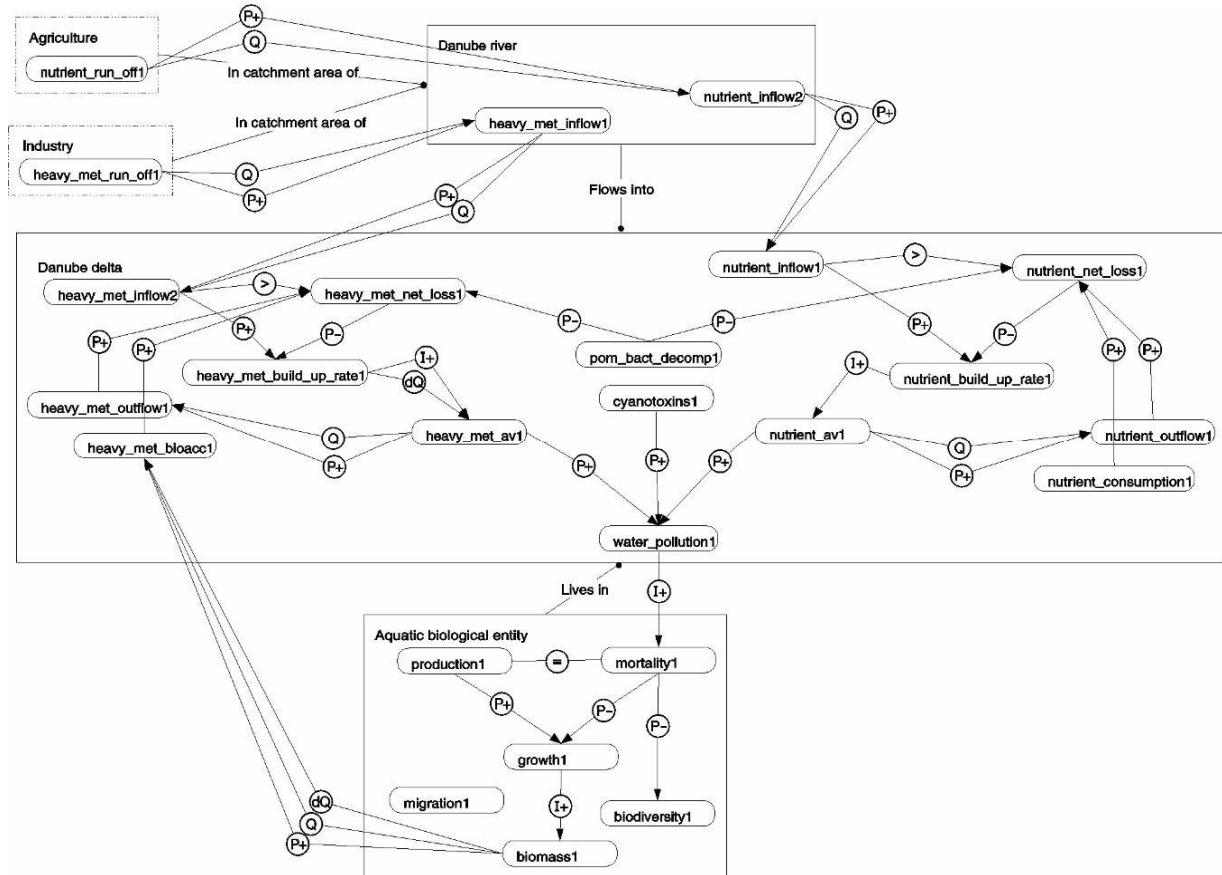 P+
Agriculture
Q
Danube river
nutrient_run_off1
In catchment area of
nutrient_inflow2
P+
Q
In catchment area of
heavy_met_inflow1
Industry
heavy_met_run_off1
Q
P+
P+
Q
Flows into
Danube delta
nutrient_inflow1
>
nutrient_net_loss1
heavy_met_inflow2
>
heavy_met_net_loss1
P+
P+
P+
P-
P-
P-
P+
P-
P+
P+
pom_bact_decomp1
heavy_met_build_up_rate1
I+
dQ
I+
nutrient_build_up_rate1
heavy_met_outflow1
cyanotoxins1
heavy_met_bioacc1
Q
heavy_met_av1
nutrient_av1
Q
nutrient_outflow1
P+
P+
P+
P+
P+
nutrient_consumption1
water_pollution1
Lives in
I+
Aquatic biological entity
production1
=
mortality1
P+
P-
P-
growth1
migration1
I+
biodiversity1
dQ
Q
P+
biomass1